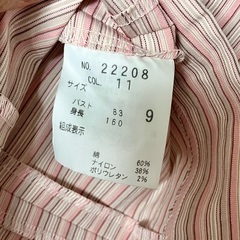 NO. 22208
COL. 11
サイズ
バスト 83
身長 160
9
組成表示
綿 60%
ナイロン 38%
ポリウレタン 2%